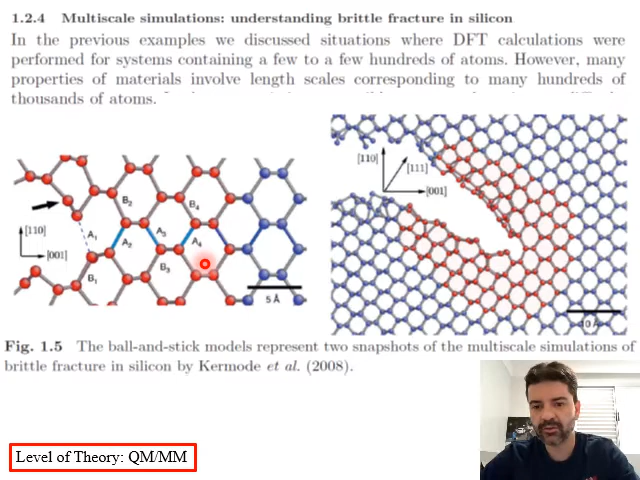 1.2.4 Multiscale simulations: understanding brittle fracture in silicon
In the previous examples we discussed situations where DFT calculations were
performed for systems containing a few to a few hundreds of atoms. However, many
properties of materials involve length scales corresponding to many hundreds of
thousands of atoms.
[110]
[001]
A1
A2
A3
A4
B1
B2
B3
B4
5 Å
[110]
[111]
[001]
10 Å
Fig. 1.5 The ball-and-stick models represent two snapshots of the multiscale simulations of
brittle fracture in silicon by Kermode et al. (2008).
Level of Theory: QM/MM